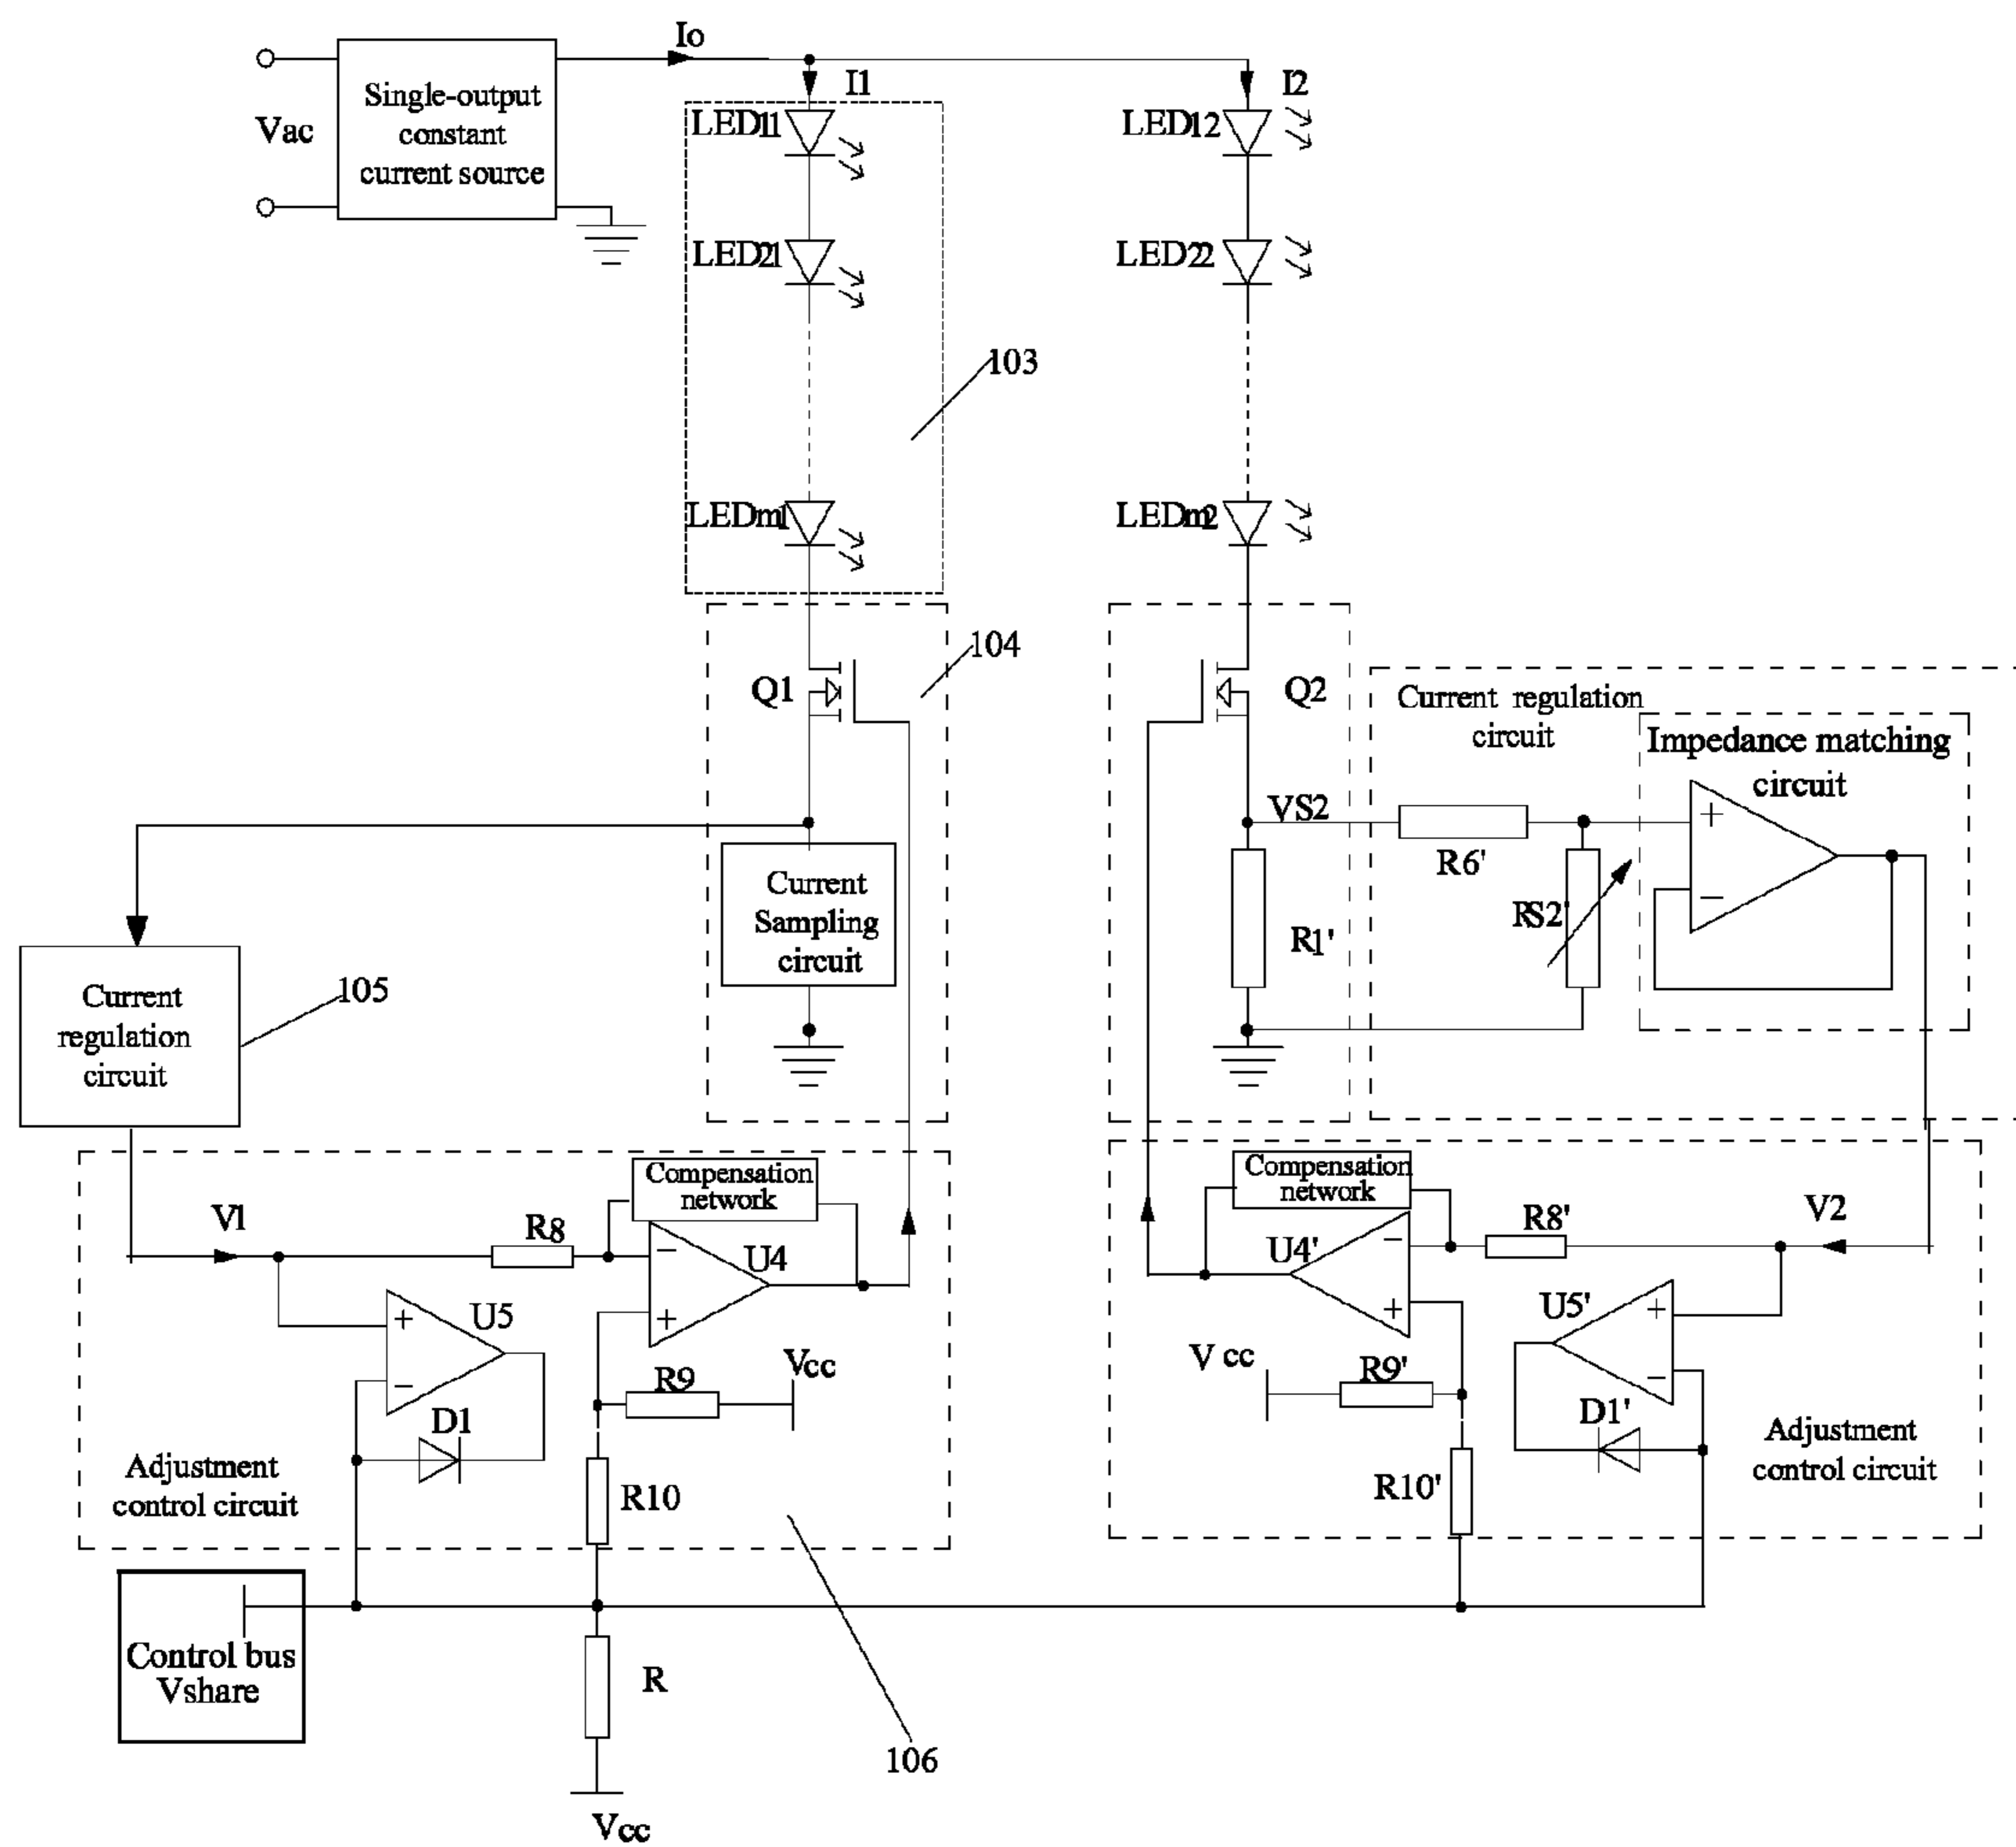 Io
I1
I2
Single-output
constant
current source
Vac
LED11
LED12
LED21
LED22
103
LEDm1
LEDm2
104
Q1
Q2
Current regulation
circuit
Impedance matching
circuit
VS2
+
R6'
Current
Sampling
circuit
−
RS2'
R1'
Current
regulation
circuit
105
Compensation
network
Compensation
network
V1
R8
−
U4
U4'
−
R8'
V2
U5
+
+
+
U5'
+
Vcc
V cc
−
R9
R9'
−
D1
D1'
Adjustment
control circuit
R10
R10'
Adjustment
control circuit
Control bus
Vshare
R
106
Vcc